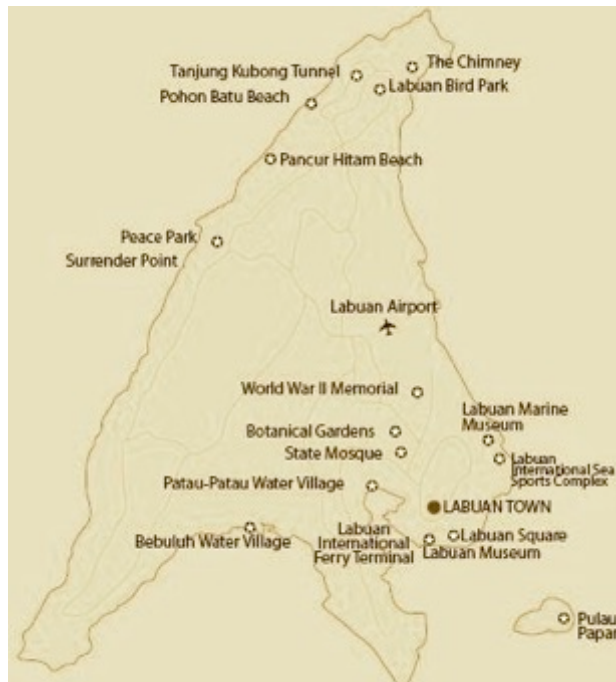 The Chimney
Tanjung Kubong Tunnel
Labuan Bird Park
Pohon Batu Beach
Pancur Hitam Beach
Peace Park
Surrender Point
Labuan Airport
World War II Memorial
Labuan Marine
Museum
Botanical Gardens
State Mosque
Labuan
International Sea
Sports Complex
Patau-Patau Water Village
LABUAN TOWN
Bebuluh Water Village
Labuan
International
Ferry Terminal
Labuan Square
Labuan Museum
Pulau
Papan